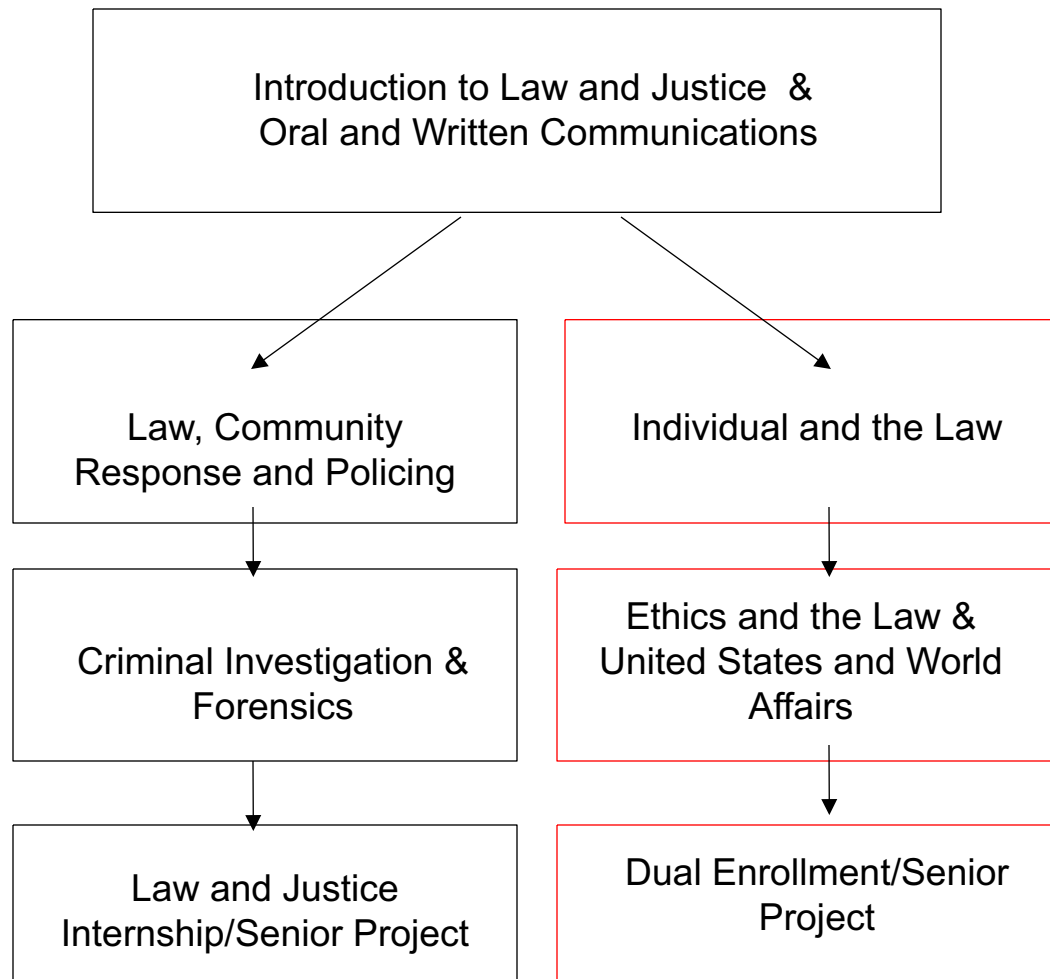 Introduction to Law and Justice &
Oral and Written Communications
Law, Community
Response and Policing
Individual and the Law
Criminal Investigation &
Forensics
Ethics and the Law &
United States and World
Affairs
Law and Justice
Internship/Senior Project
Dual Enrollment/Senior
Project